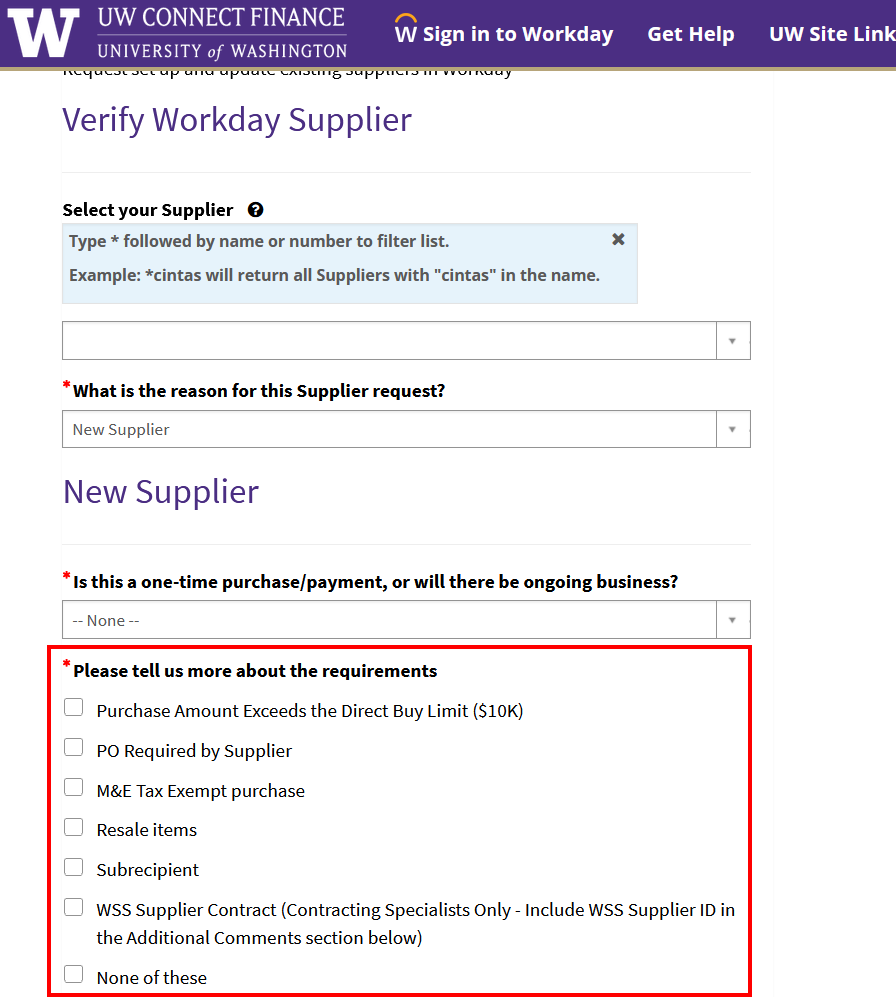 UW CONNECT FINANCE
UNIVERSITY of WASHINGTON
Sign in to Workday
Get Help
UW Site Link
Request set up and update existing suppliers in Workday
Verify Workday Supplier
Select your Supplier ?
Type * followed by name or number to filter list.
Example: *cintas will return all Suppliers with "cintas" in the name.
*What is the reason for this Supplier request?
New Supplier
New Supplier
*Is this a one-time purchase/payment, or will there be ongoing business?
-- None --
*Please tell us more about the requirements
Purchase Amount Exceeds the Direct Buy Limit ($10K)
PO Required by Supplier
M&E Tax Exempt purchase
Resale items
Subrecipient
WSS Supplier Contract (Contracting Specialists Only - Include WSS Supplier ID in
the Additional Comments section below)
None of these